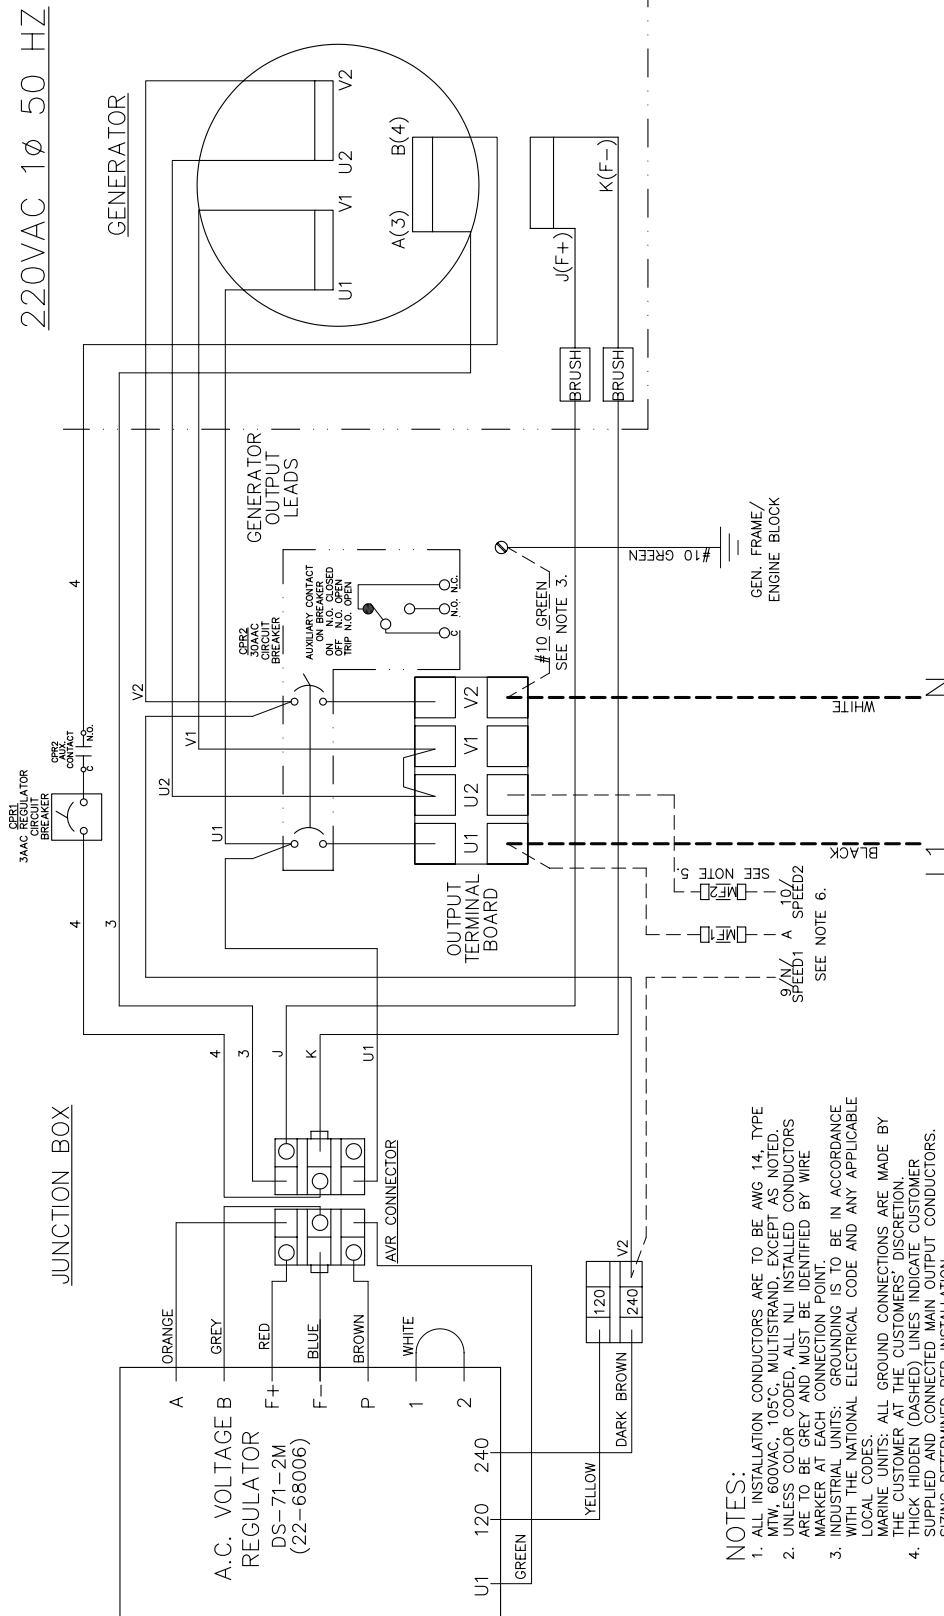 220VAC 1ø 50 HZ
GENERATOR
V2
U2
V1
U1
B(4)
A(3)
K(F-)
J(F+)
BRUSH
BRUSH
GENERATOR
OUTPUT
LEADS
4
CPR2
30AAC
CIRCUIT
BREAKER
AUXILIARY CONTACT
ON BREAKER
ON N.O. CLOSED
OFF N.O. OPEN
TRIP N.O. OPEN
N.C.
N.O.
C
#10 GREEN
SEE NOTE 3.
#10 GREEN
GEN. FRAME/
ENGINE BLOCK
CPR1
3AAC REGULATOR
CIRCUIT
BREAKER
CPR2
AUX.
CONTACT
N.O.
C
V2
V1
U2
U1
U1
U2
V1
V2
OUTPUT
TERMINAL
BOARD
WHITE
N
BLACK
L1
SEE NOTE 5.
MF2
MF1
9/N/
SPEED1
A
10/
SPEED2
SEE NOTE 6.
4
3
JUNCTION BOX
4
3
J
K
U1
AVR CONNECTOR
ORANGE
GREY
RED
BLUE
BROWN
WHITE
A
B
F+
F-
P
1
2
A.C. VOLTAGE
REGULATOR
DS-71-2M
(22-68006)
U1
120
240
GREEN
YELLOW
DARK BROWN
120
240
V2
NOTES:
1. ALL INSTALLATION CONDUCTORS ARE TO BE AWG 14, TYPE
MTW, 600VAC, 105°C, MULTISTRAND, EXCEPT AS NOTED.
2. UNLESS COLOR CODED, ALL NLI INSTALLED CONDUCTORS
ARE TO BE GREY AND MUST BE IDENTIFIED BY WIRE
MARKER AT EACH CONNECTION POINT.
3. INDUSTRIAL UNITS: GROUNDING IS TO BE IN ACCORDANCE
WITH THE NATIONAL ELECTRICAL CODE AND ANY APPLICABLE
LOCAL CODES.
MARINE UNITS: ALL GROUND CONNECTIONS ARE MADE BY
THE CUSTOMER AT THE CUSTOMERS' DISCRETION.
4. THICK HIDDEN (DASHED) LINES INDICATE CUSTOMER
SUPPLIED AND CONNECTED MAIN OUTPUT CONDUCTORS.
SIZING DETERMINED PER INSTALLATION